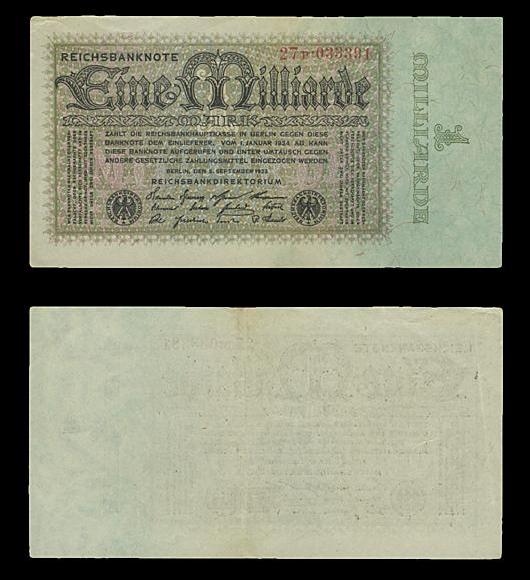 REICHSBANKNOTE
27P·033391
Eine Milliarde
MARK
ZAHLT DIE REICHSBANKHAUPTKASSE IN BERLIN GEGEN DIESE
BANKNOTE DEM EINLIEFERER. VOM 1. JANUAR 1924 AB KANN
DIESE BANKNOTE AUFGERUFEN UND UNTER UMTAUSCH GEGEN
ANDERE GESETZLICHE ZAHLUNGSMITTEL EINGEZOGEN WERDEN
BERLIN, DEN 5. SEPTEMBER 1923
REICHSBANKDIREKTORIUM
1 MILLIARDE